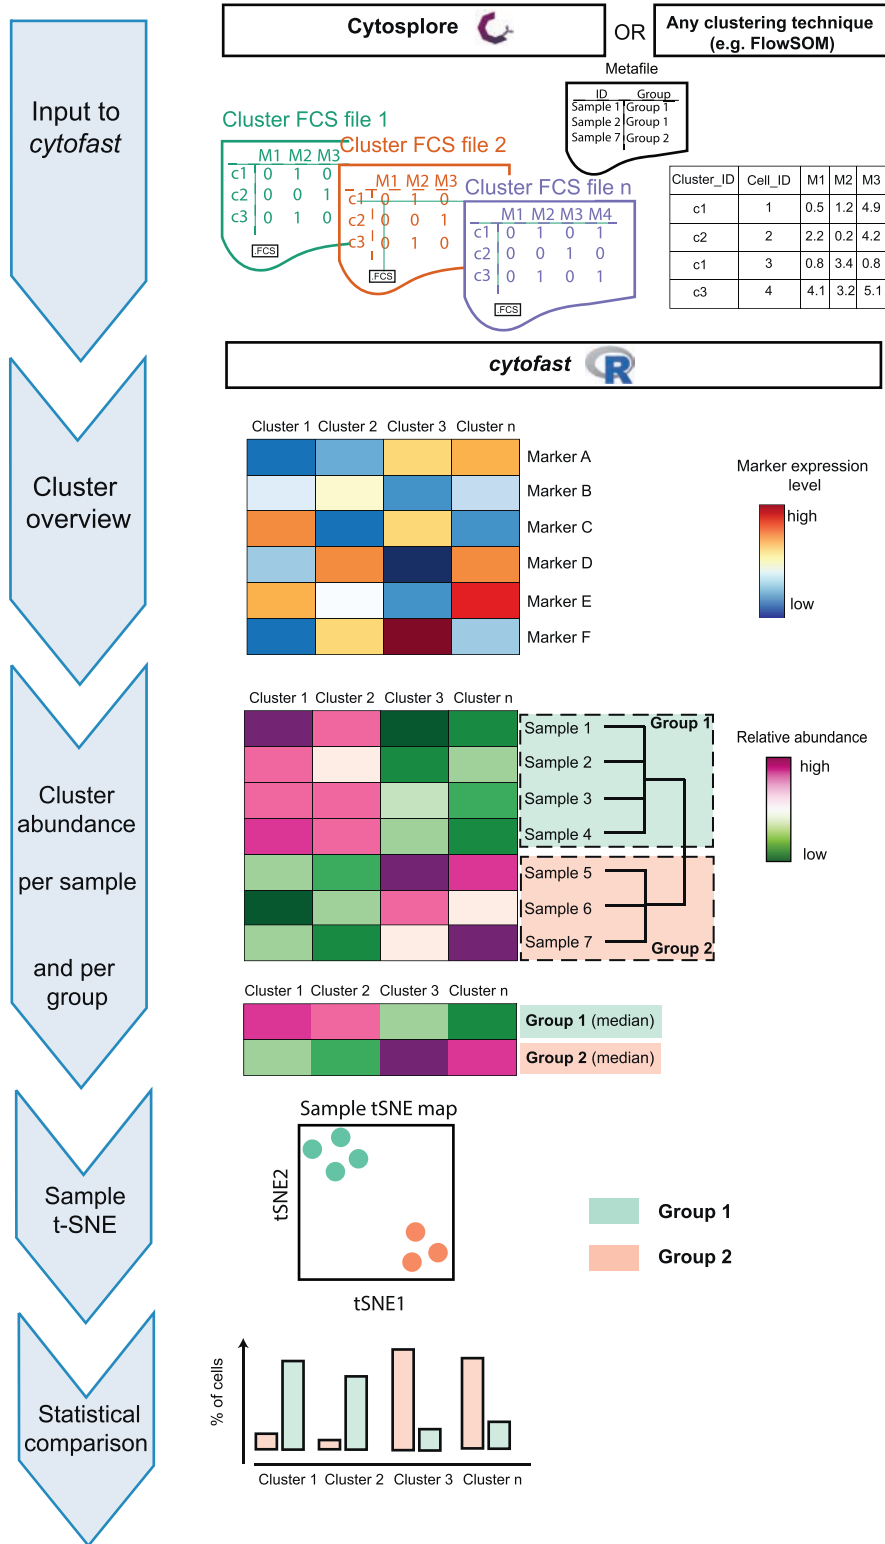 Cytosplore
OR
Any clustering technique
(e.g. FlowSOM)
Input to
cytofast
Metafile
ID Group
Sample 1 Group 1
Sample 2 Group 1
Sample 7 Group 2
Cluster FCS file 1
M1 M2 M3
c1 0 1 0
c2 0 0 1
c3 0 1 0
.FCS
Cluster FCS file 2
M1 M2 M3
c1 0 1 0
c2 0 0 1
c3 0 1 0
.FCS
Cluster FCS file n
M1 M2 M3 M4
c1 0 1 0 1
c2 0 0 1 0
c3 0 1 0 1
.FCS
Cluster_ID Cell_ID M1 M2 M3
c1 1 0.5 1.2 4.9
c2 2 2.2 0.2 4.2
c1 3 0.8 3.4 0.8
c3 4 4.1 3.2 5.1
cytofast R
Cluster
overview
Cluster 1 Cluster 2 Cluster 3 Cluster n
Marker A
Marker B
Marker C
Marker D
Marker E
Marker F
Marker expression
level
high
low
Cluster
abundance
per sample
and per
group
Cluster 1 Cluster 2 Cluster 3 Cluster n
Group 1
Sample 1
Sample 2
Sample 3
Sample 4
Sample 5
Sample 6
Sample 7
Group 2
Relative abundance
high
low
Cluster 1 Cluster 2 Cluster 3 Cluster n
Group 1 (median)
Group 2 (median)
Sample
t-SNE
Sample tSNE map
tSNE2
tSNE1
Group 1
Group 2
Statistical
comparison
% of cells
Cluster 1 Cluster 2 Cluster 3 Cluster n